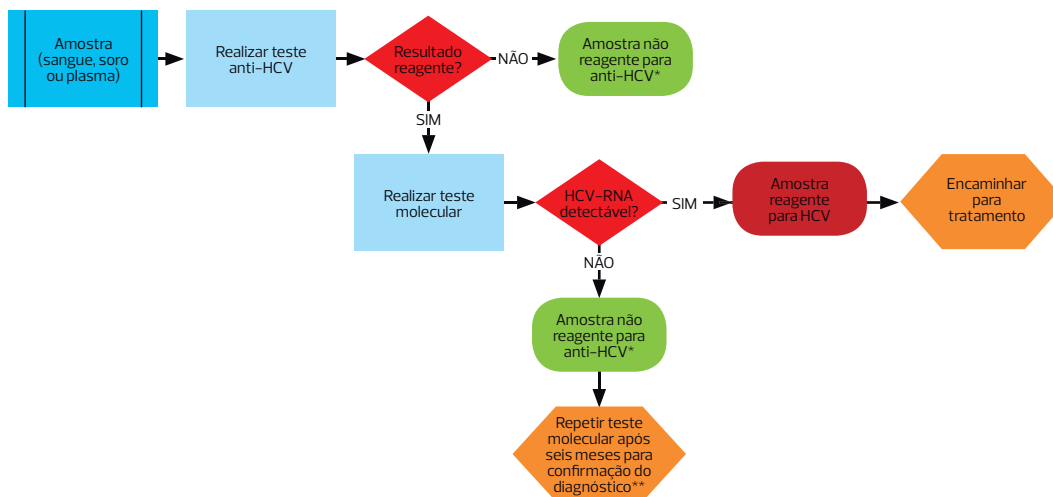 Amostra
(sangue, soro
ou plasma)
Realizar teste
anti-HCV
Resultado
reagente?
NÃO
Amostra não
reagente para
anti-HCV*
SIM
Realizar teste
molecular
HCV-RNA
detectável?
SIM
Amostra
reagente
para HCV
Encaminhar
para
tratamento
NÃO
Amostra não
reagente para
anti-HCV*
Repetir teste
molecular após
seis meses para
confirmação do
diagnóstico**